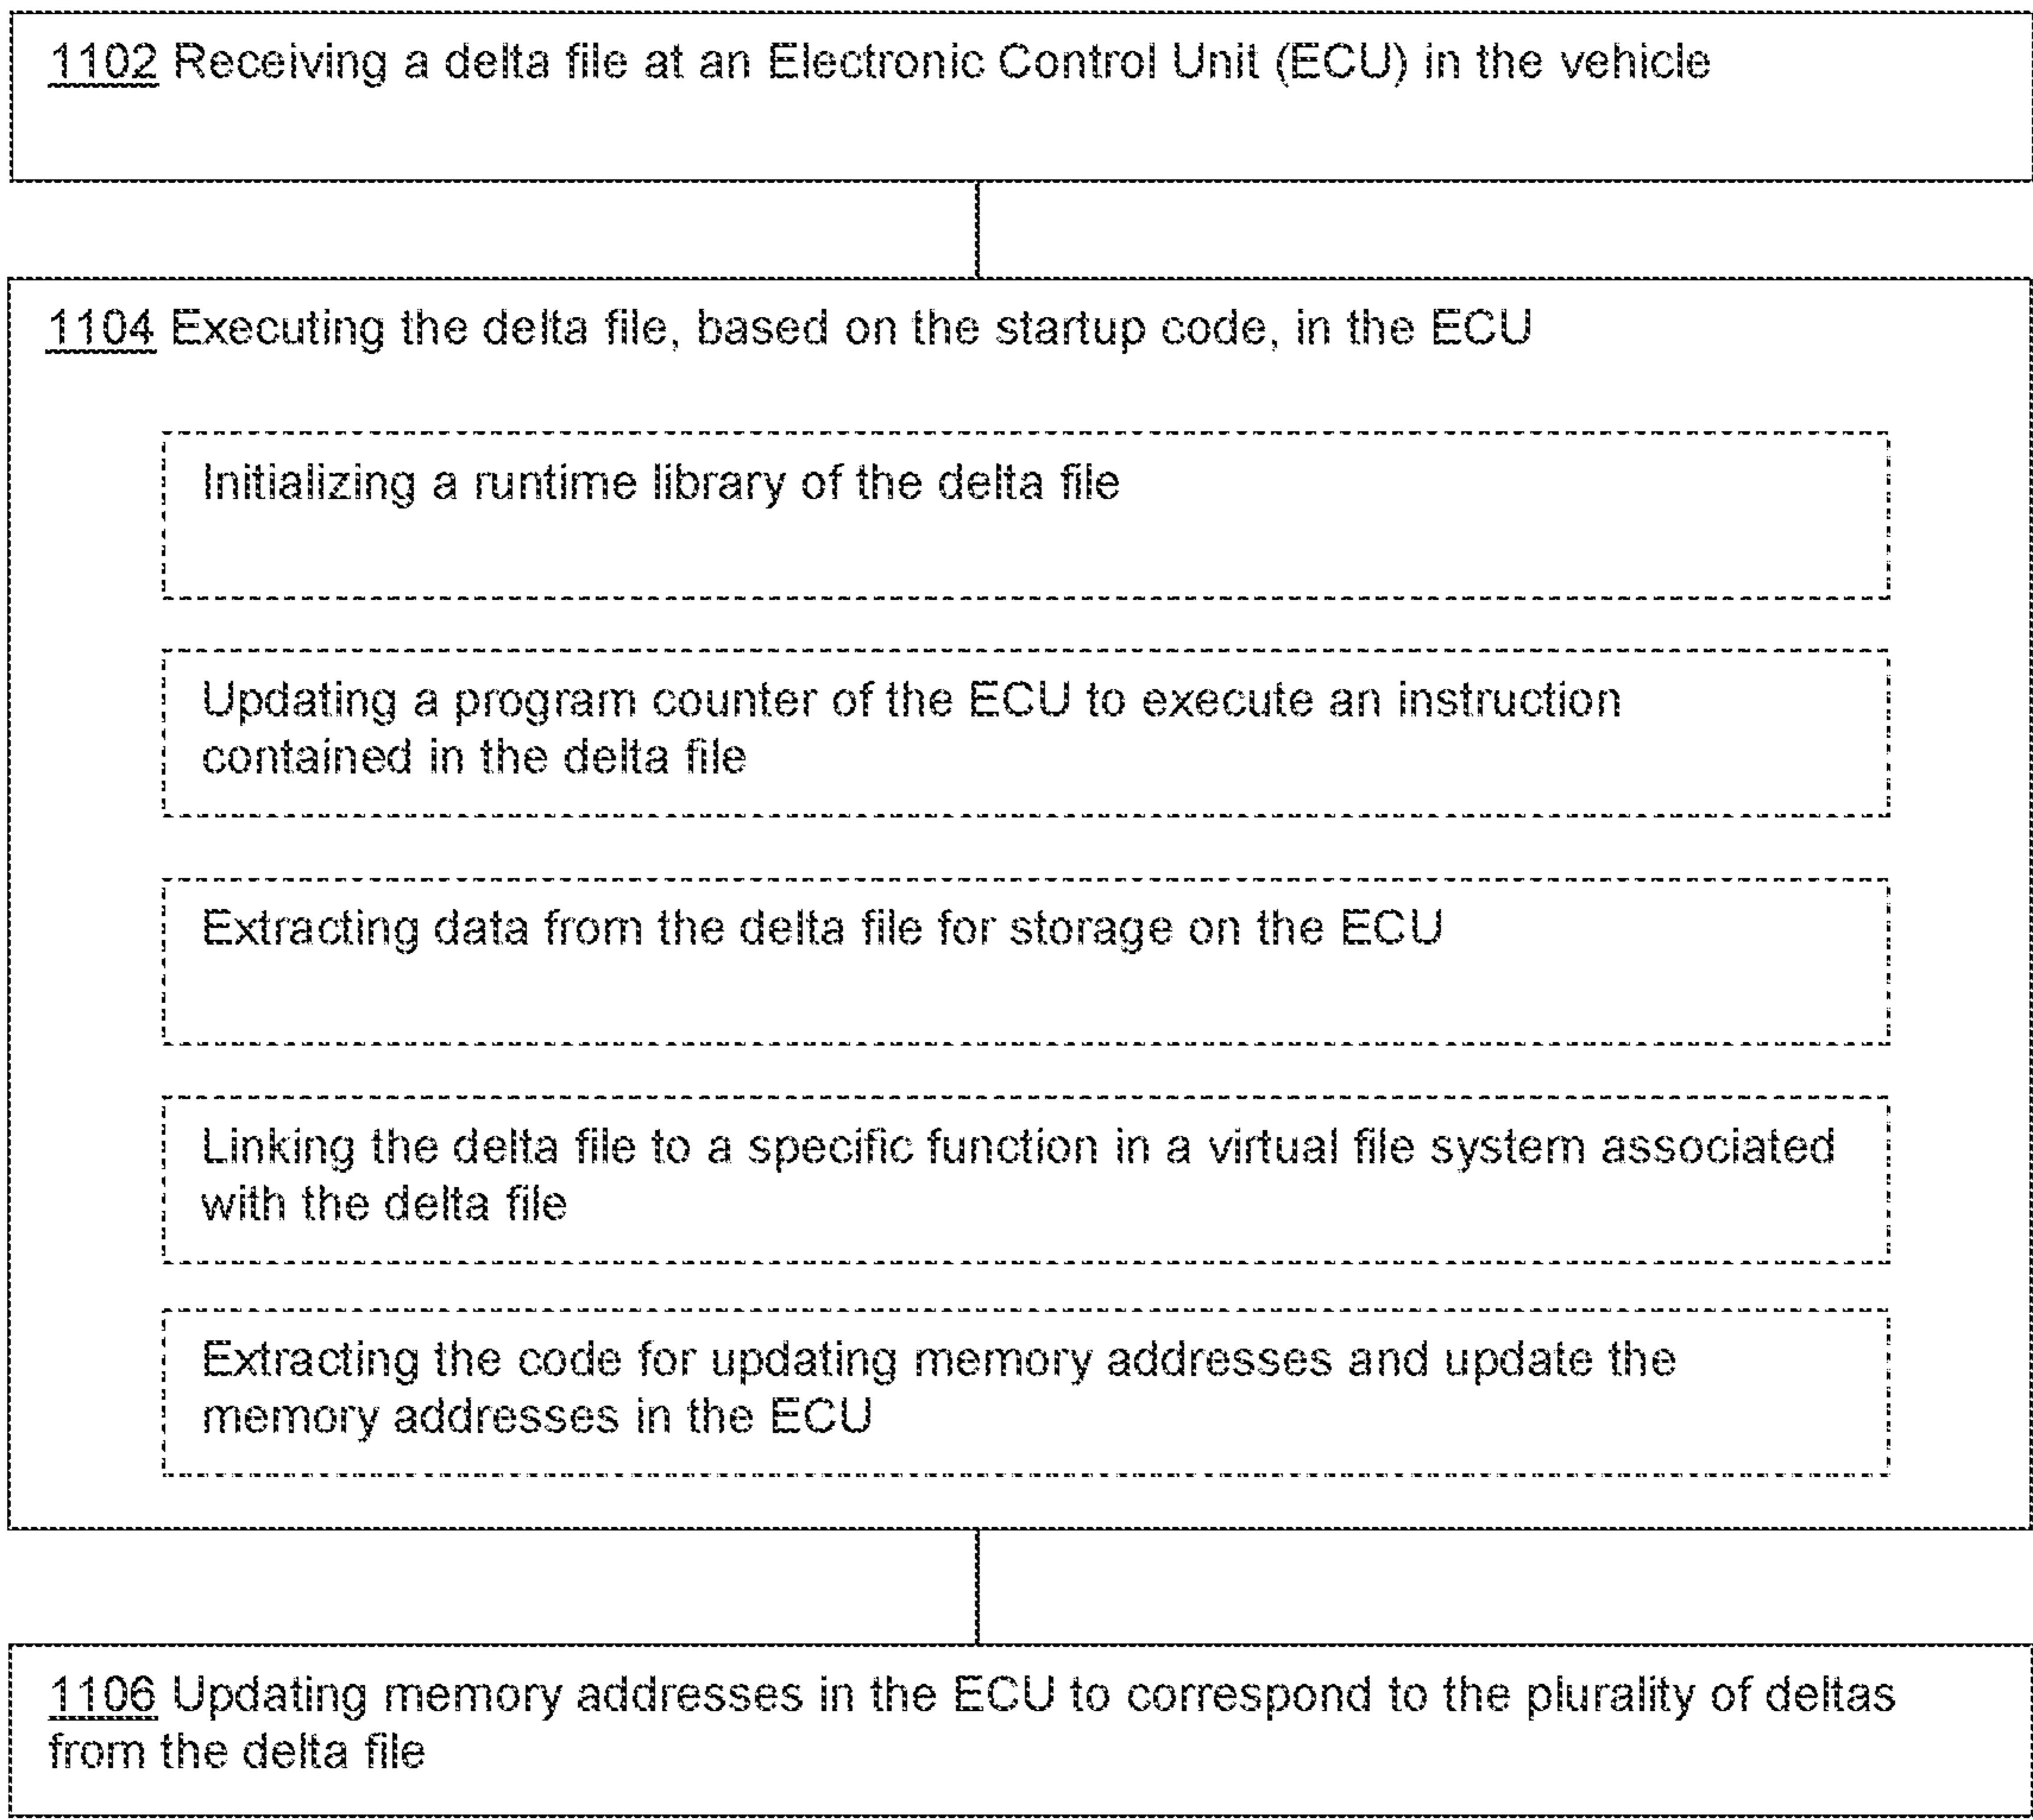 1102 Receiving a delta file at an Electronic Control Unit (ECU) in the vehicle
1104 Executing the delta file, based on the startup code, in the ECU
Initializing a runtime library of the delta file
Updating a program counter of the ECU to execute an instruction
contained in the delta file
Extracting data from the delta file for storage on the ECU
Linking the delta file to a specific function in a virtual file system associated
with the delta file
Extracting the code for updating memory addresses and update the
memory addresses in the ECU
1106 Updating memory addresses in the ECU to correspond to the plurality of deltas
from the delta file